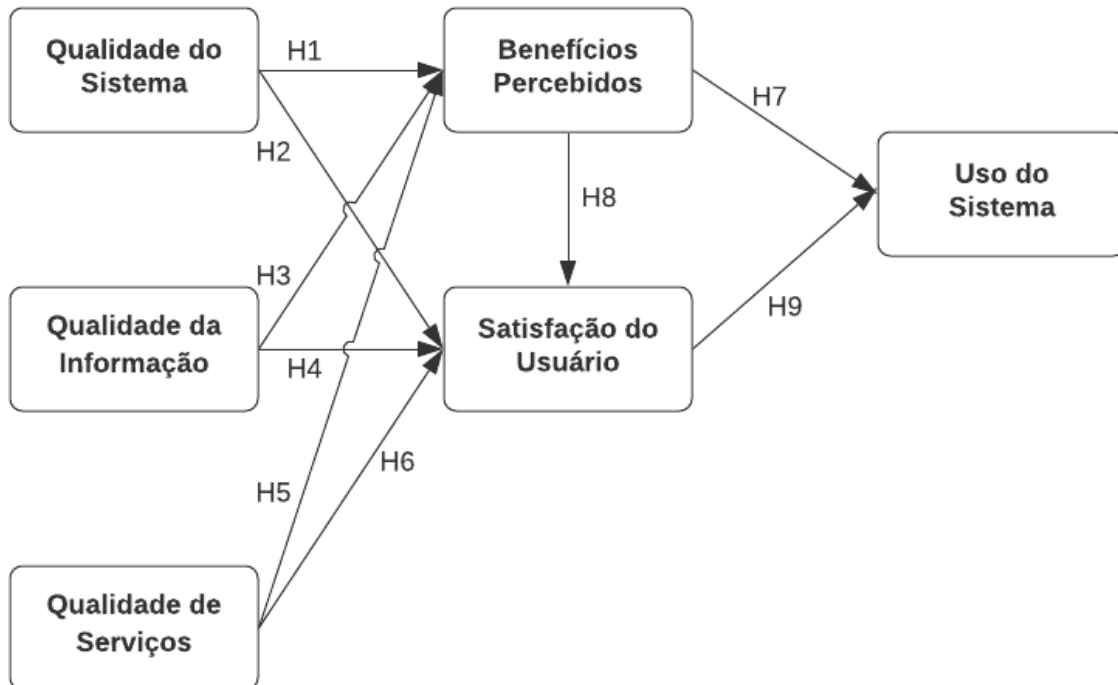 Qualidade do
Sistema
H1
Benefícios
Percebidos
H7
H2
Uso do
Sistema
H8
H3
Qualidade da
Informação
H4
Satisfação do
Usuário
H9
H6
H5
Qualidade de
Serviços